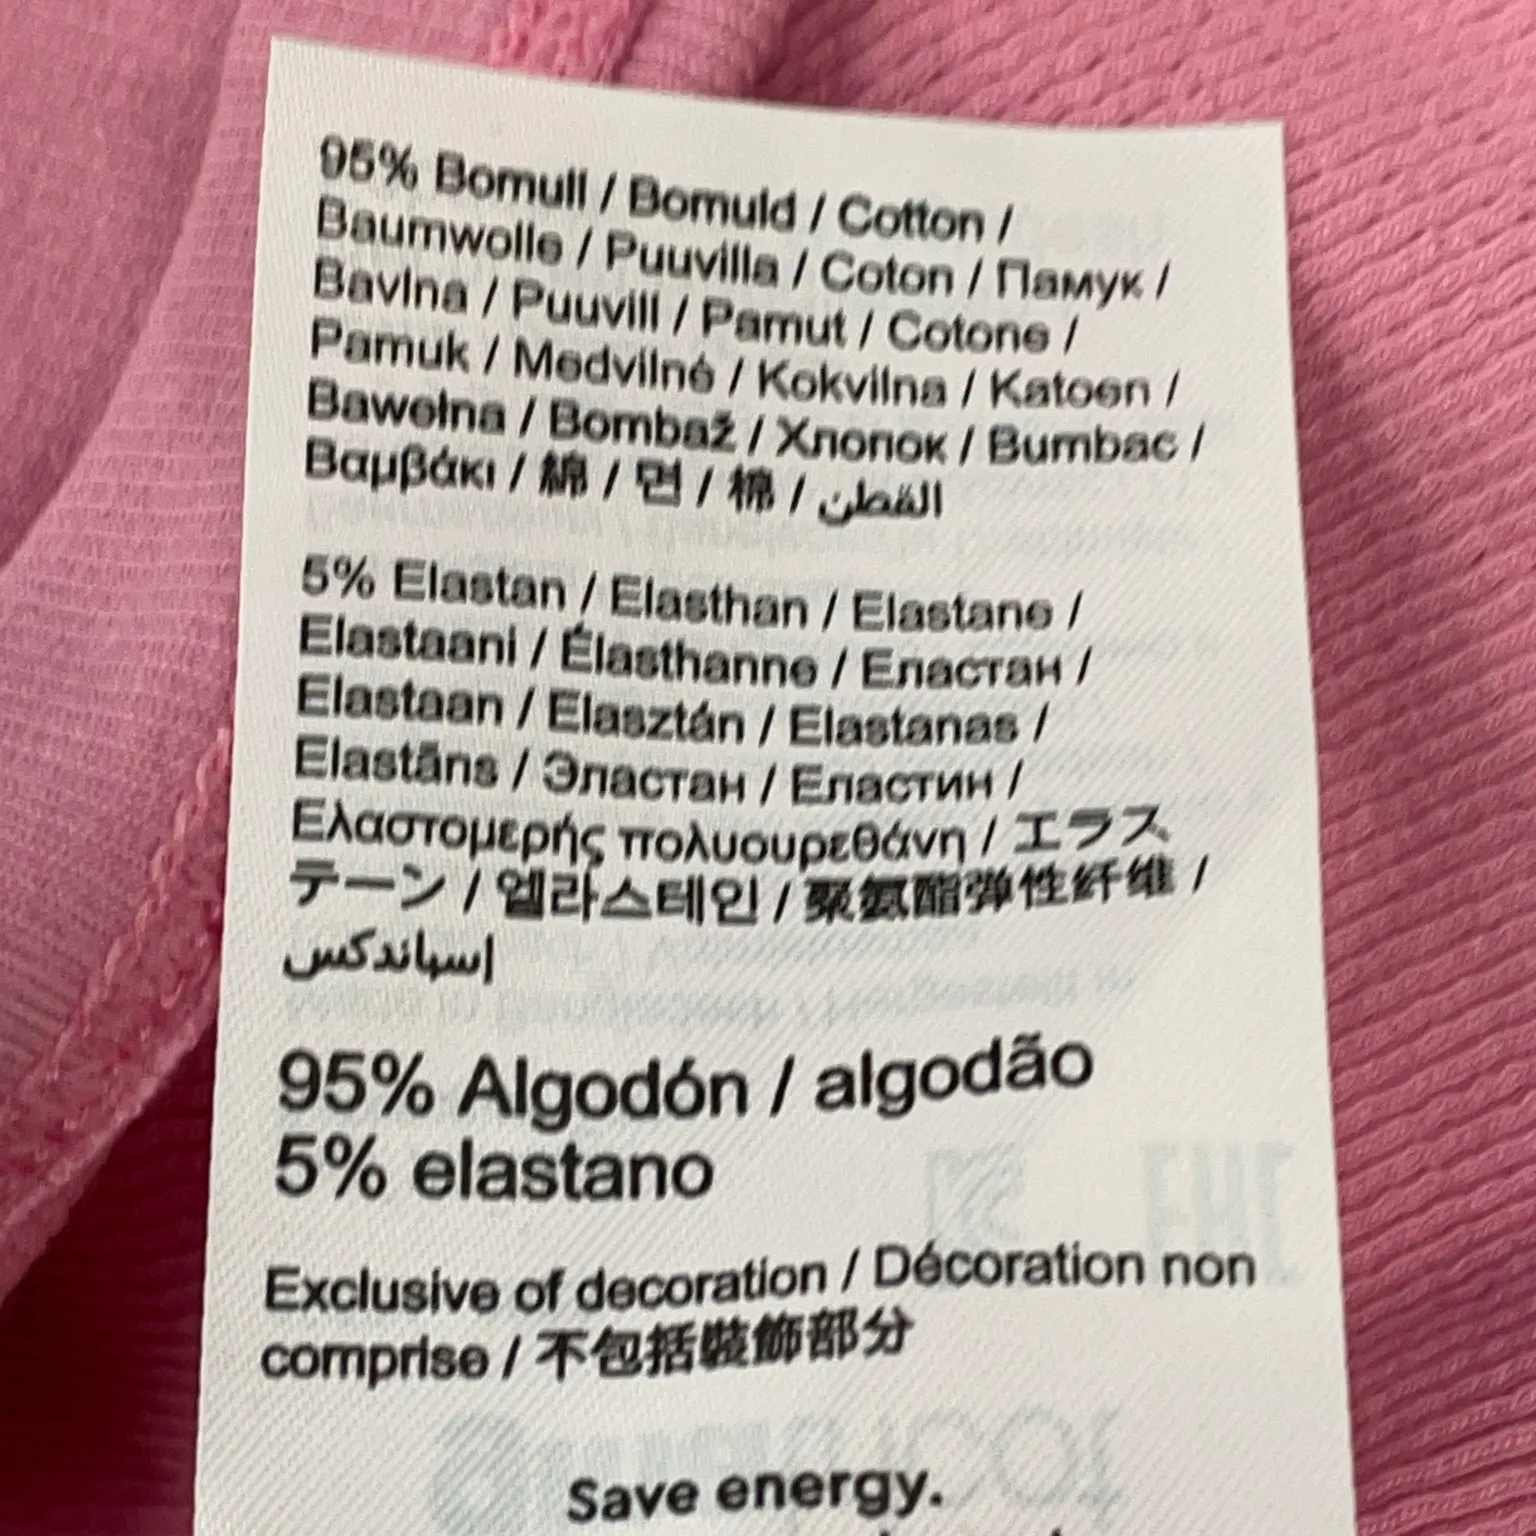 95% Bomull / Bomuld / Cotton /
Baumwolle / Puuvilla / Coton / Памук /
Bavlna / Puuvill / Pamut / Cotone /
Pamuk / Medvilnė / Kokvilna / Katoen /
Bawełna / Bombaž / Хлопок / Bumbac /
Βαμβάκι / 綿 / 면 / 棉 / القطن
5% Elastan / Elasthan / Elastane /
Elastaani / Élasthanne / Еластан /
Elastaan / Elasztán / Elastanas /
Elastāns / Эластан / Еластин /
Ελαστομερής πολυουρεθάνη / エラス
テーン / 엘라스테인 / 聚氨酯弹性纤维 /
إسباندكس
95% Algodón / algodão
5% elastano
Exclusive of decoration / Décoration non
comprise / 不包括裝飾部分
Save energy.